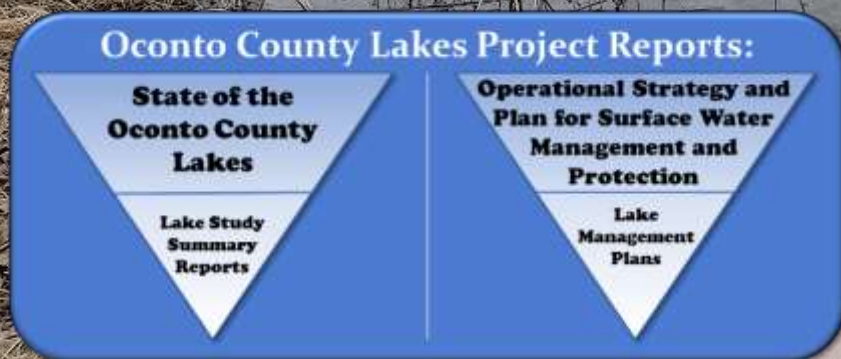 Oconto County Lakes Project Reports:
State of the
Oconto County
Lakes
Lake Study
Summary
Reports
Operational Strategy and
Plan for Surface Water
Management and
Protection
Lake
Management
Plans